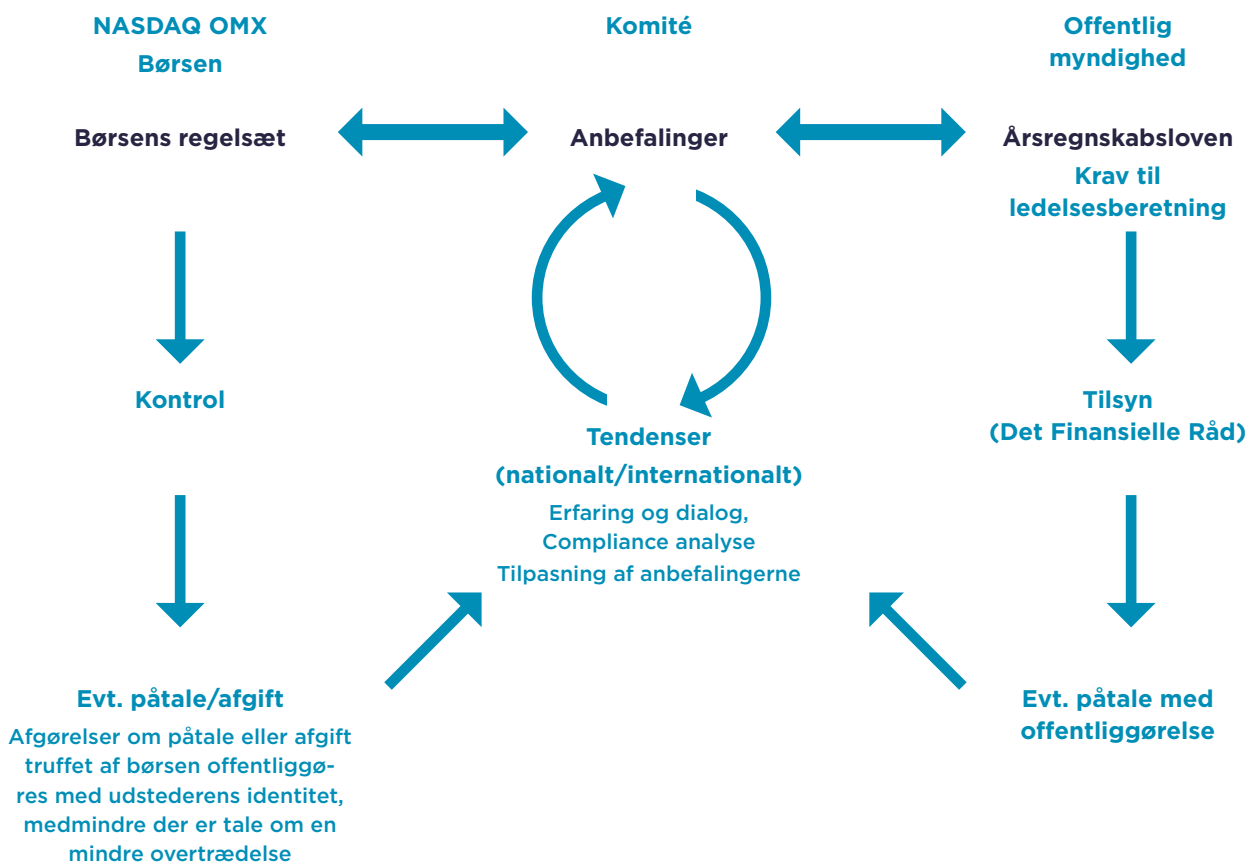 NASDAQ OMX
Børsen
Komité
Offentlig
myndighed
Børsens regelsæt
Anbefalinger
Årsregnskabsloven
Krav til
ledelsesberetning
Kontrol
Tendenser
(nationalt/internationalt)
Erfaring og dialog,
Compliance analyse
Tilpasning af anbefalingerne
Tilsyn
(Det Finansielle Råd)
Evt. påtale/afgift
Afgørelser om påtale eller afgift
truffet af børsen offentliggø-
res med udstederens identitet,
medmindre der er tale om en
mindre overtrædelse
Evt. påtale med
offentliggørelse